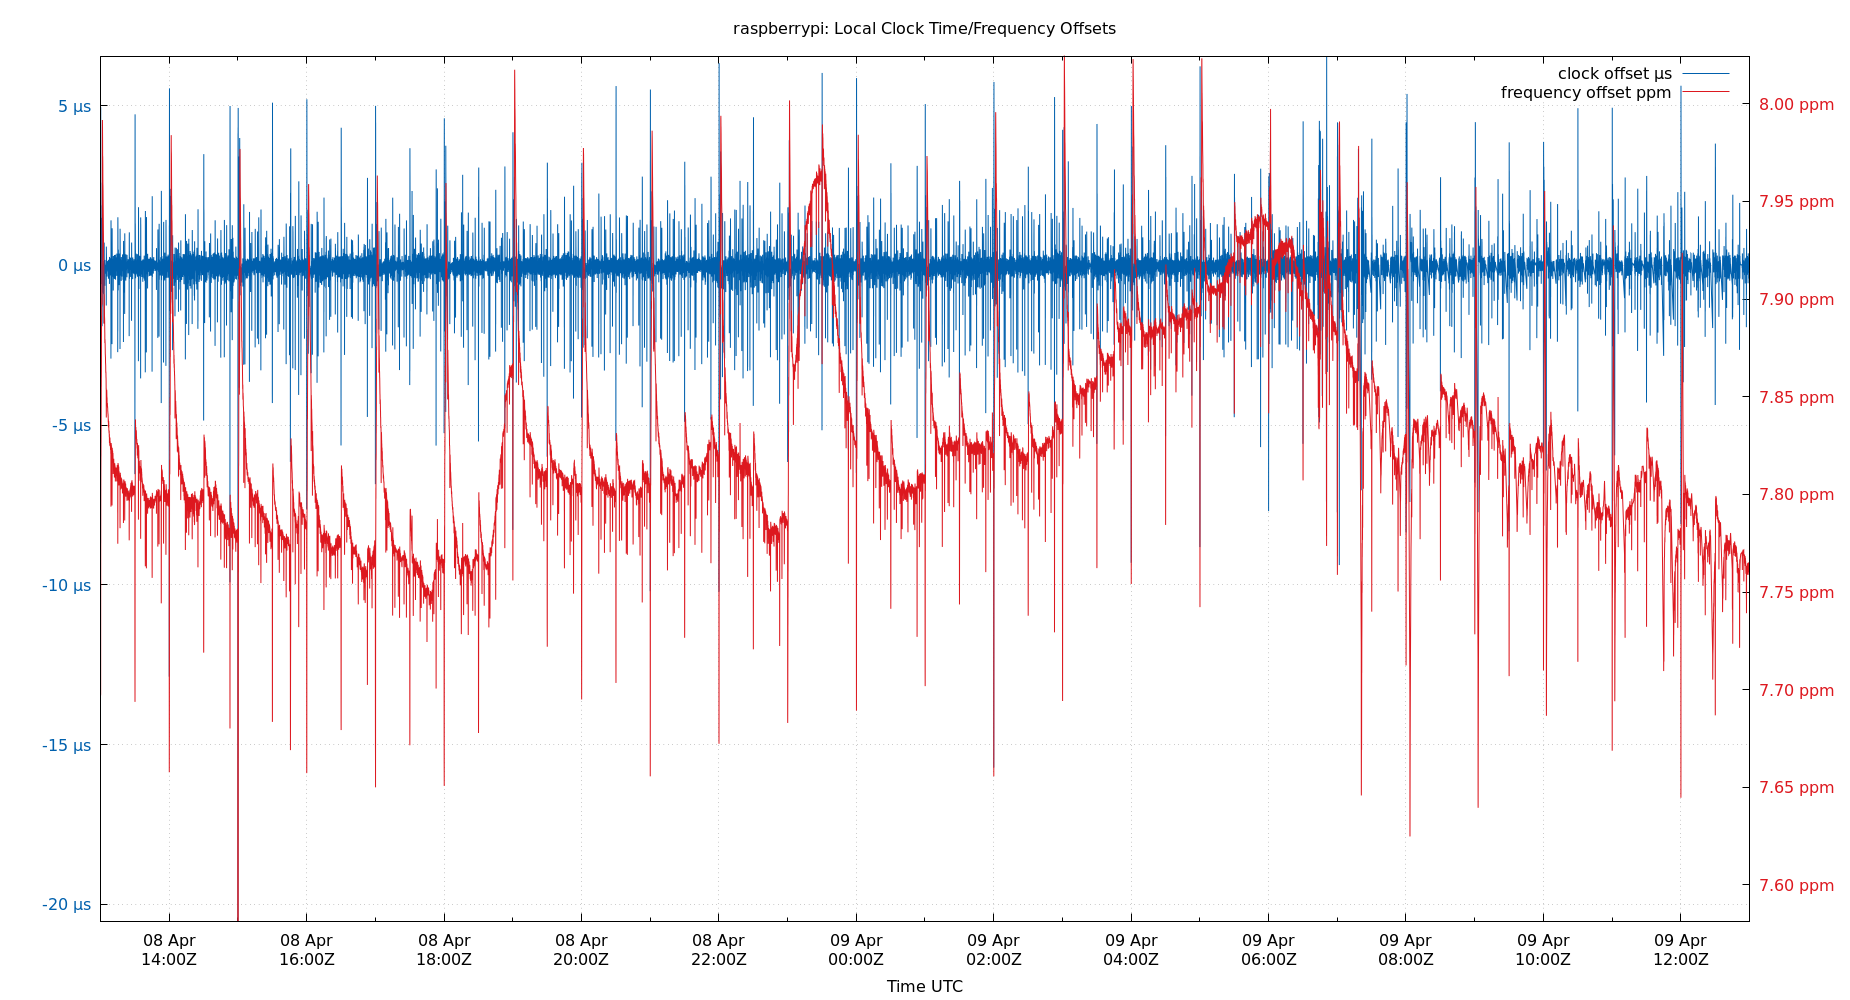 raspberrypi: Local Clock Time/Frequency Offsets
clock offset µs
frequency offset ppm
5 µs
0 µs
-5 µs
-10 µs
-15 µs
-20 µs
8.00 ppm
7.95 ppm
7.90 ppm
7.85 ppm
7.80 ppm
7.75 ppm
7.70 ppm
7.65 ppm
7.60 ppm
08 Apr 08 Apr 08 Apr 08 Apr 08 Apr 09 Apr 09 Apr 09 Apr 09 Apr 09 Apr 09 Apr 09 Apr
14:00Z 16:00Z 18:00Z 20:00Z 22:00Z 00:00Z 02:00Z 04:00Z 06:00Z 08:00Z 10:00Z 12:00Z
Time UTC